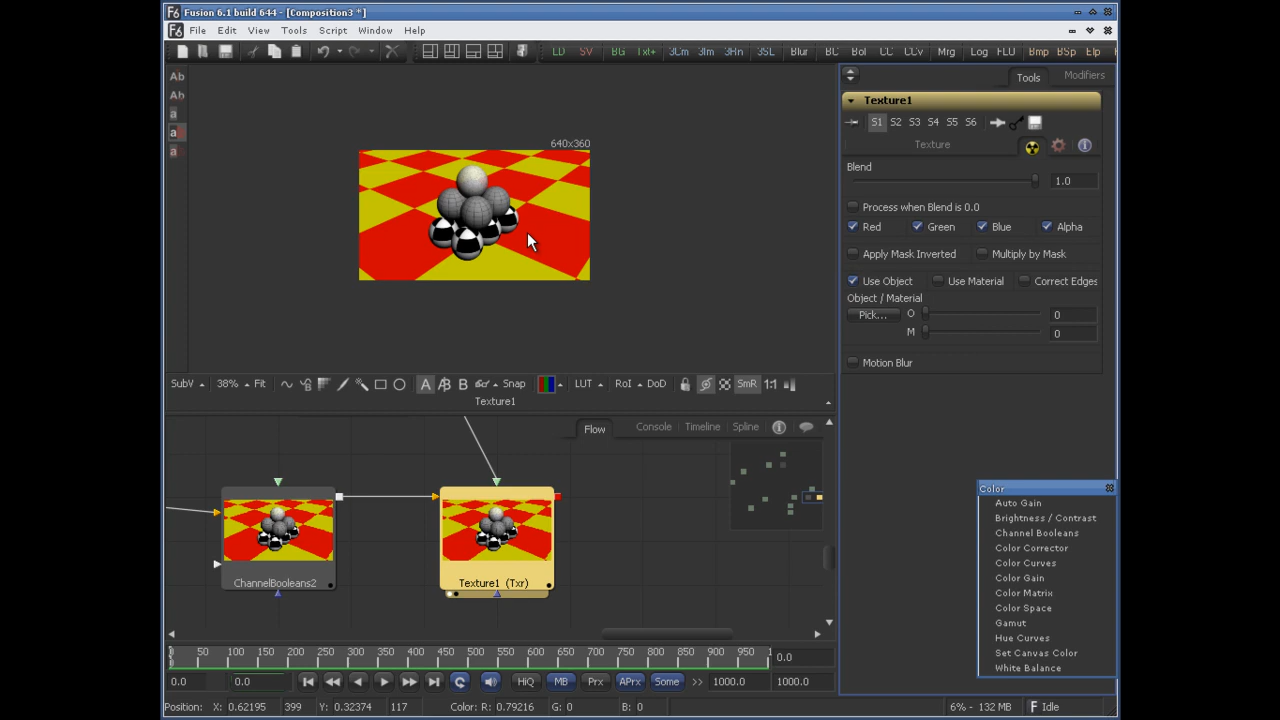 Fusion 6.1 build 644 - [Composition3 *]
File Edit View Tools Script Window Help
LD SV BG Txt+ 3Cm 3Im 3Rn 3SL Blur BC Bol CC CCv Mrg Log FLU Bmp BSp Elp
Ab
Ab
a
a
a
640x360
SubV 38% Fit A A/B B Snap LUT RoI DoD SmR 1:1
Texture1
Flow Console Timeline Spline
ChannelBooleans2
Texture1 (Txr)
Tools Modifiers
Texture1
S1 S2 S3 S4 S5 S6
Texture
Blend
1.0
Process when Blend is 0.0
Red Green Blue Alpha
Apply Mask Inverted Multiply by Mask
Use Object Use Material Correct Edges
Object / Material
Pick... O 0
M 0
Motion Blur
Color
Auto Gain
Brightness / Contrast
Channel Booleans
Color Corrector
Color Curves
Color Gain
Color Matrix
Color Space
Gamut
Hue Curves
Set Canvas Color
White Balance
50 100 150 200 250 300 350 400 450 500 550 600 650 700 750 800 850 900 950 0.0
0.0 0.0 HiQ MB Prx APrx Some >> 1000.0 1000.0
Position: X: 0.62195 399 Y: 0.32374 117 Color: R: 0.79216 G: 0 B: 0 6% - 132 MB Idle